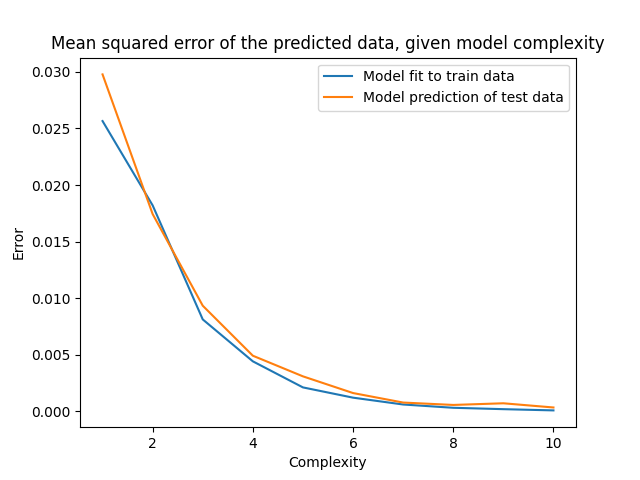 Mean squared error of the predicted data, given model complexity
Model fit to train data
Model prediction of test data
0.030
0.025
0.020
0.015
0.010
0.005
0.000
Error
2 4 6 8 10
Complexity